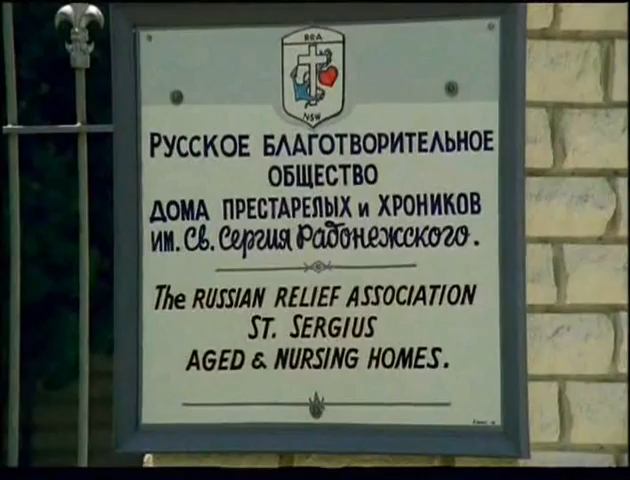 RRA
NSW
РУССКОЕ БЛАГОТВОРИТЕЛЬНОЕ
ОБЩЕСТВО
ДОМА ПРЕСТАРЕЛЫХ и ХРОНИКОВ
ИМ. Св. Сергия Радонежского.
The RUSSIAN RELIEF ASSOCIATION
ST. SERGIUS
AGED & NURSING HOMES.